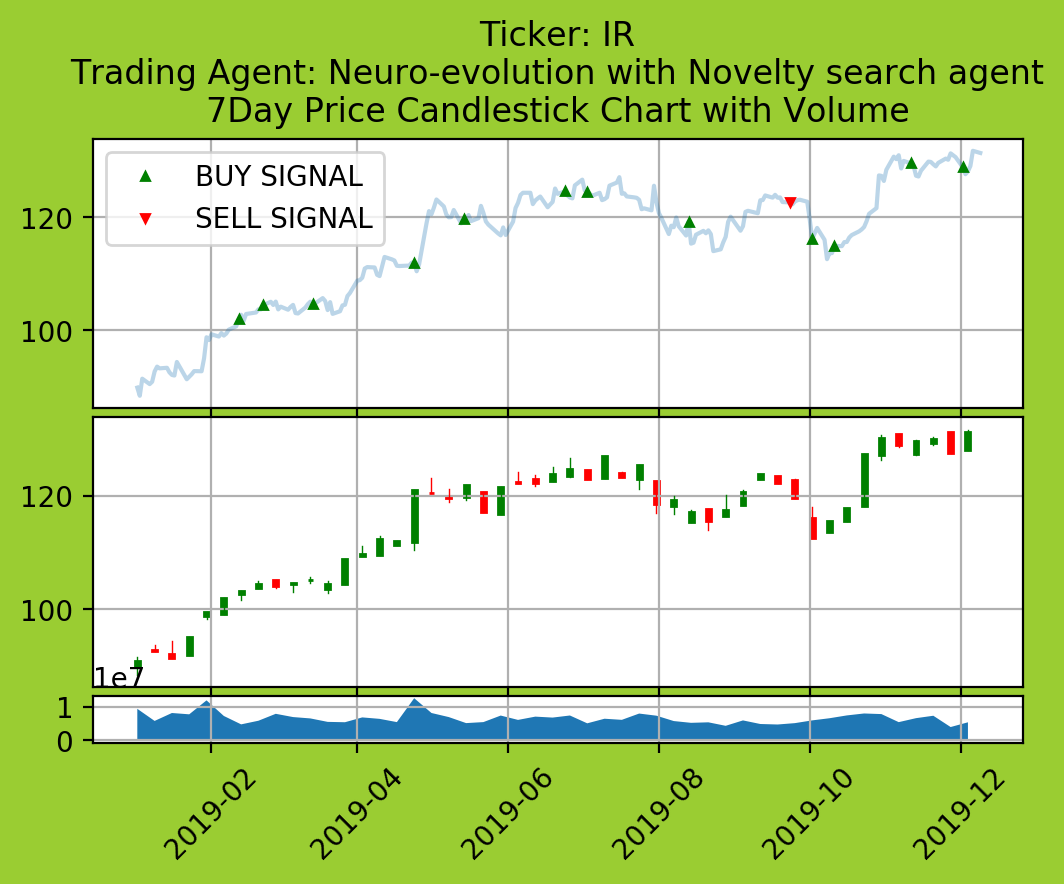 Ticker: IR
Trading Agent: Neuro-evolution with Novelty search agent
7Day Price Candlestick Chart with Volume
BUY SIGNAL
SELL SIGNAL
120
100
120
100
1e7
1
0
2019-02
2019-04
2019-06
2019-08
2019-10
2019-12